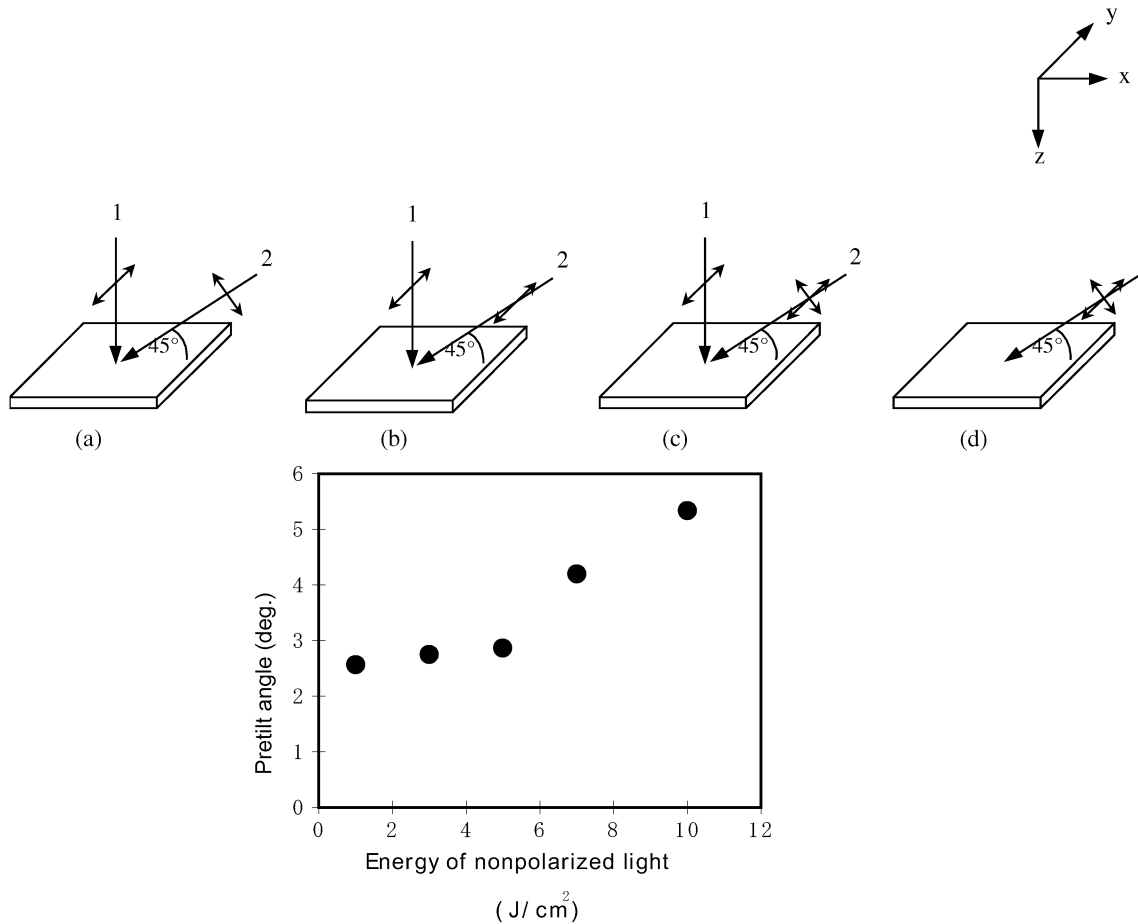 y
x
z
1
2
45°
(a)
1
2
45°
(b)
1
2
45°
(c)
45°
(d)
6
5
4
3
2
1
0
Pretilt angle (deg.)
0 2 4 6 8 10 12
Energy of nonpolarized light
( J/ cm2)